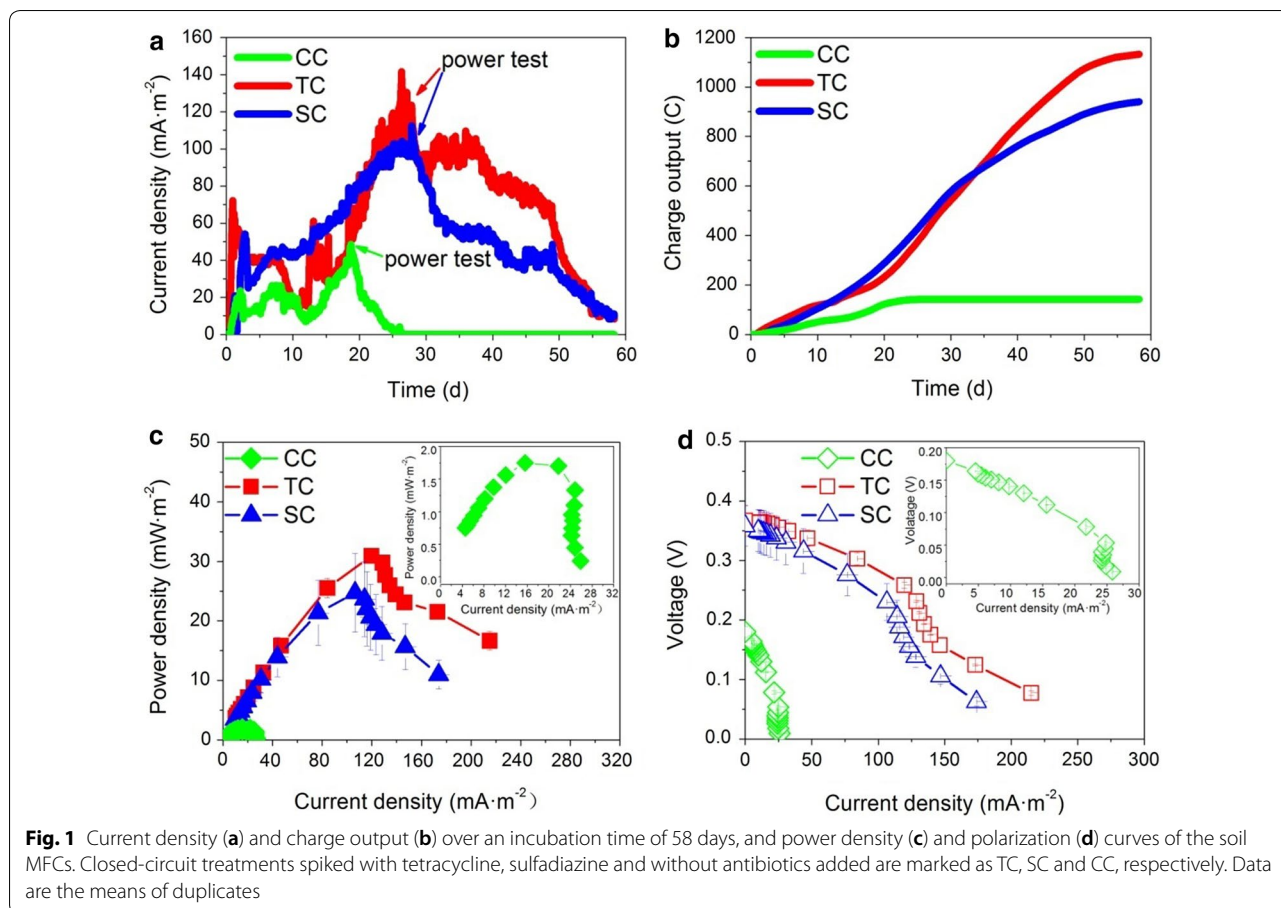 a
160
140
120
100
80
60
40
20
0
Current density (mA·m⁻²)
CC
TC
SC
power test
power test
0 10 20 30 40 50 60
Time (d)
b
1200
1000
800
600
400
200
0
Charge output (C)
CC
TC
SC
0 10 20 30 40 50 60
Time (d)
c
50
40
30
20
10
0
Power density (mW·m⁻²)
CC
TC
SC
2.0
1.5
1.0
0.5
0.0
Power density (mW·m⁻²)
4 8 12 16 20 24 28
Current density (mA·m⁻²)
0 40 80 120 160 200 240 280 320
Current density (mA·m⁻²)
d
0.5
0.4
0.3
0.2
0.1
0.0
Voltage (V)
CC
TC
SC
0.20
0.15
0.10
0.05
0.00
Volatage (V)
0 5 10 15 20 25 30
Current density (mA·m⁻²)
0 50 100 150 200 250 300
Current density (mA·m⁻²)
Fig. 1 Current density (a) and charge output (b) over an incubation time of 58 days, and power density (c) and polarization (d) curves of the soil
MFCs. Closed-circuit treatments spiked with tetracycline, sulfadiazine and without antibiotics added are marked as TC, SC and CC, respectively. Data
are the means of duplicates